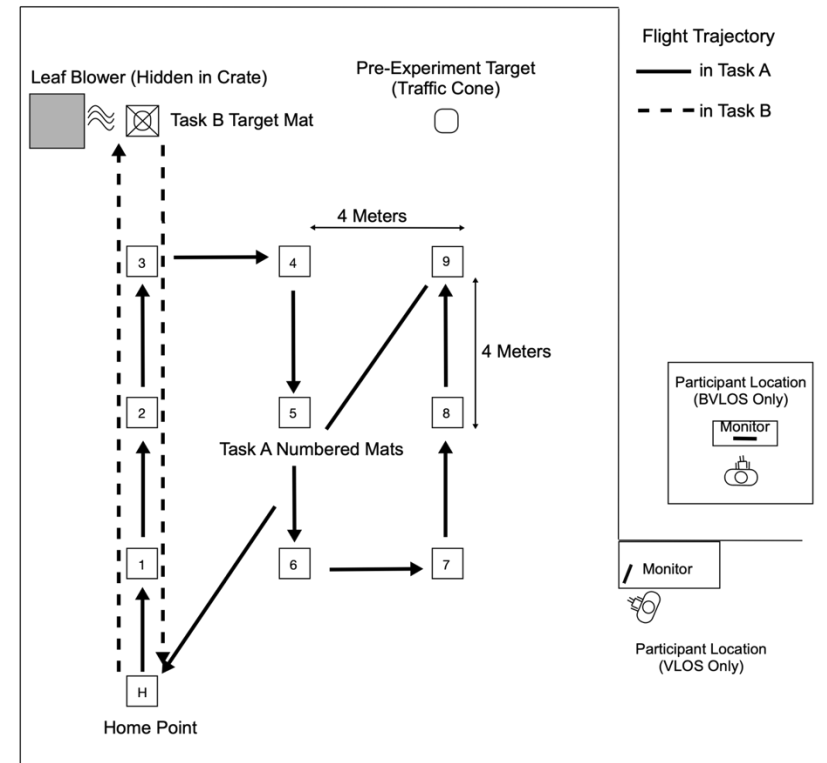 Flight Trajectory
in Task A
in Task B
Leaf Blower (Hidden in Crate)
Task B Target Mat
Pre-Experiment Target
(Traffic Cone)
4 Meters
3
4
9
4 Meters
2
5
8
Task A Numbered Mats
1
6
7
H
Home Point
Participant Location
(BVLOS Only)
Monitor
Monitor
Participant Location
(VLOS Only)